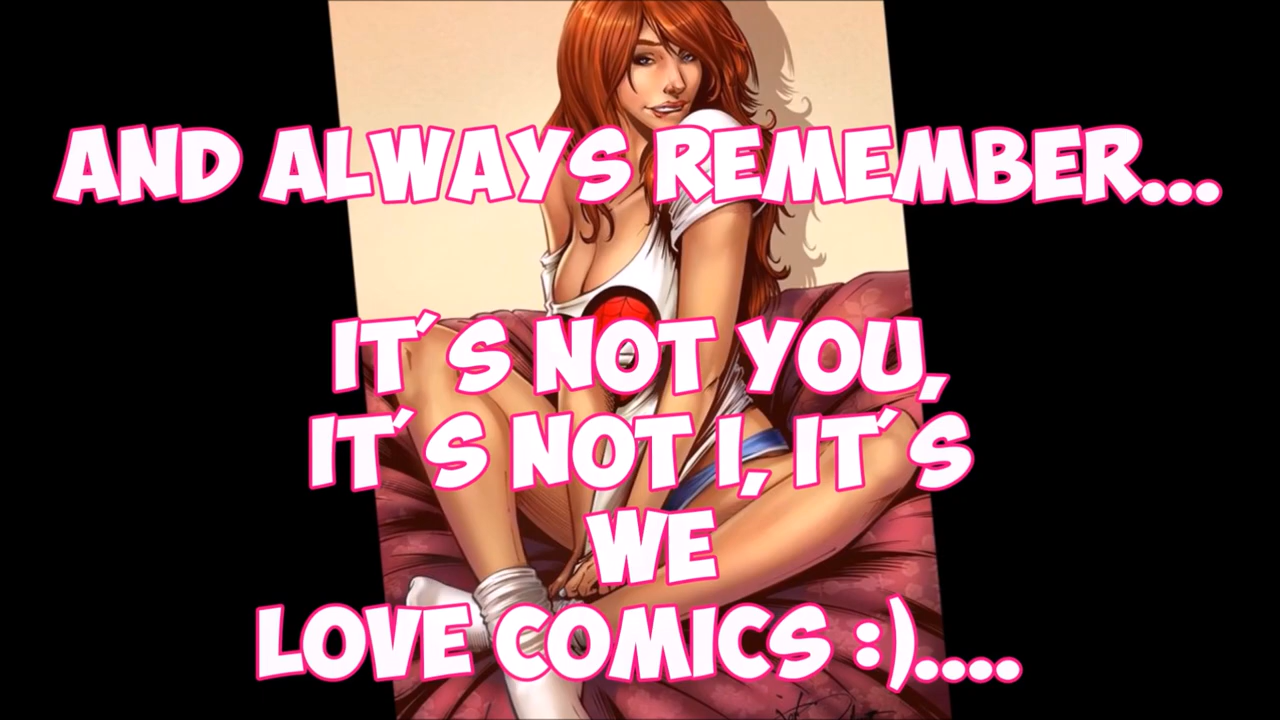 AND ALWAYS REMEMBER...
IT'S NOT YOU,
IT'S NOT I, IT'S
WE
LOVE COMICS :)....